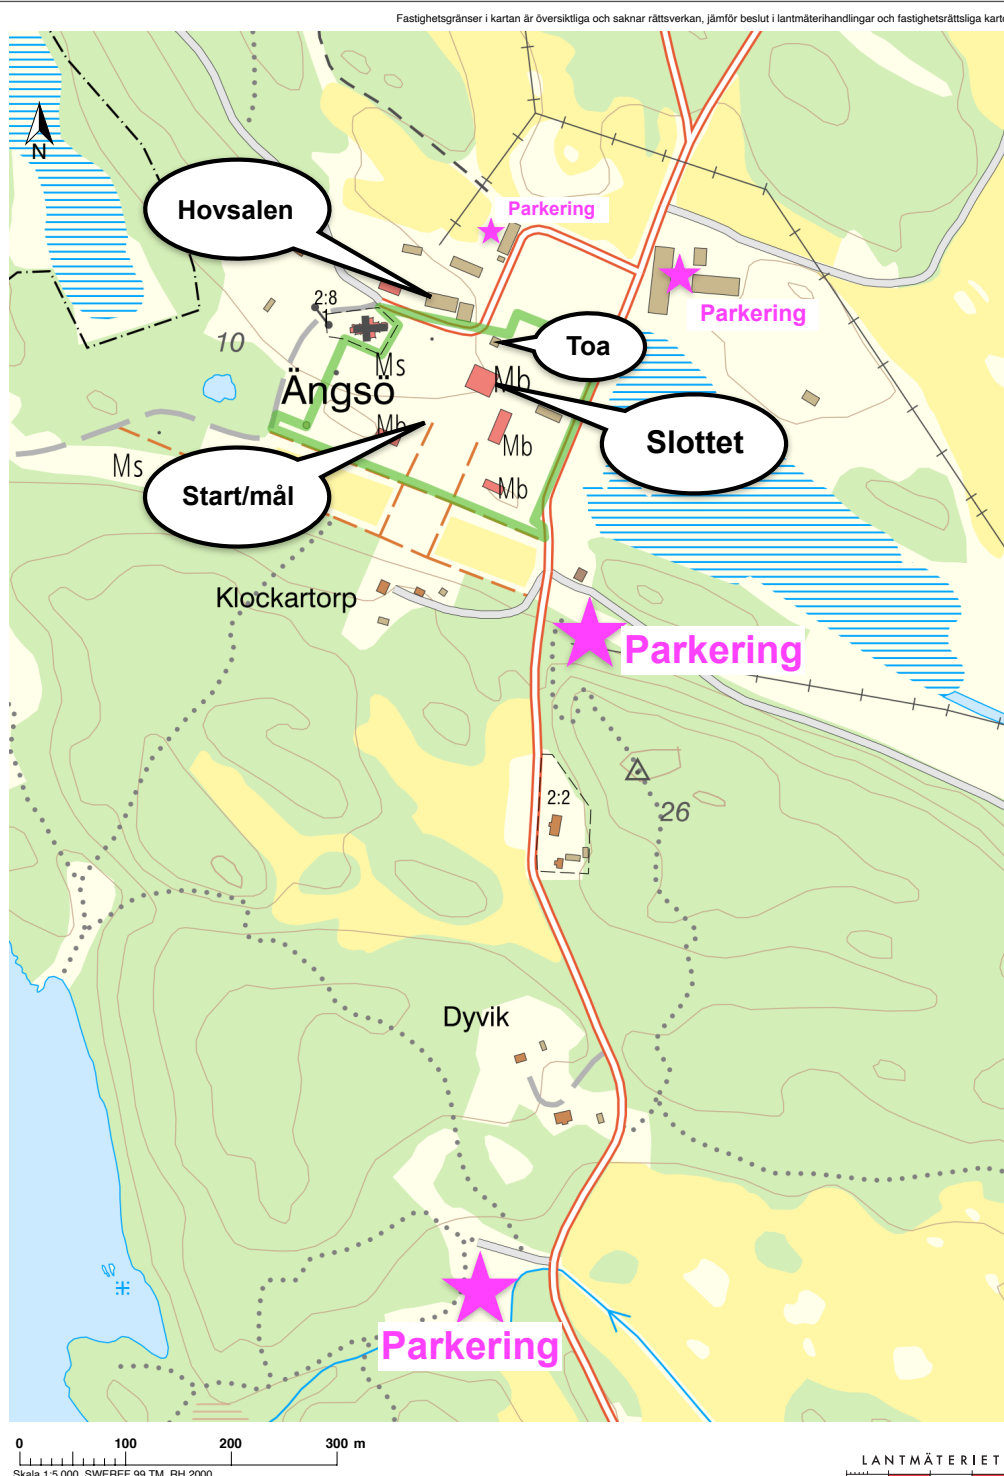 Fastighetsgränser i kartan är översiktliga och saknar rättsverkan, jämför beslut i lantmäterihandlingar och fastighetsrättsliga karto
N
Hovsalen
Parkering
Parkering
2:8
10
Toa
Ms
Mb
Ängsö
Slottet
Mb
Mb
Ms
Start/mål
Mb
Klockartorp
Parkering
2:2
26
Dyvik
Parkering
0 100 200 300 m
Skala 1:5 000, SWEREF 99 TM, RH 2000.
LANTMÄTERIET